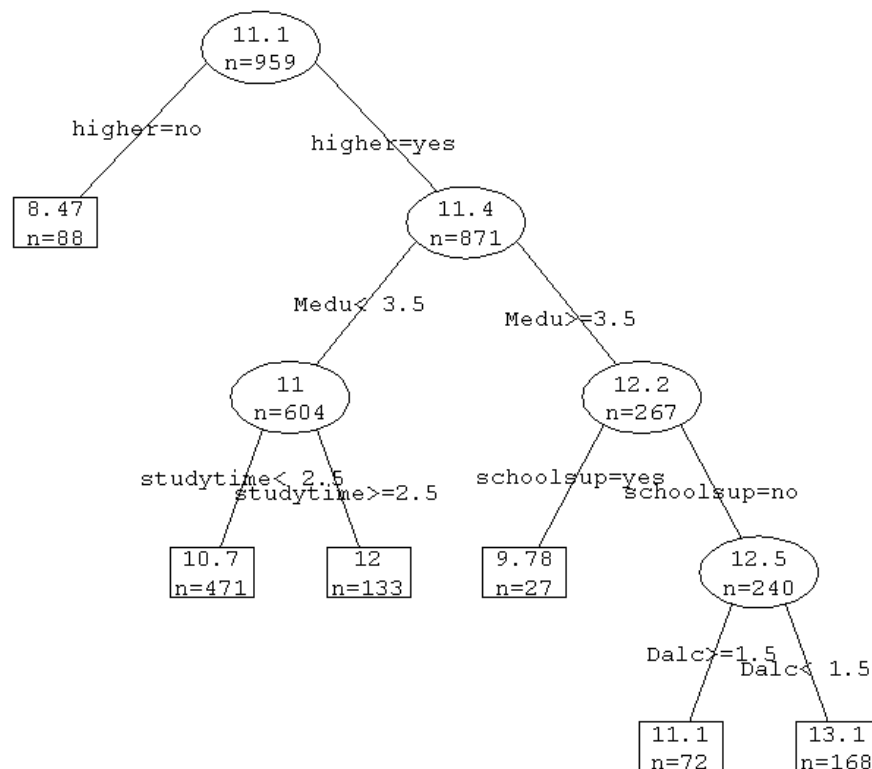 11.1
n=959
higher=no
higher=yes
8.47
n=88
11.4
n=871
Medu< 3.5
Medu>=3.5
11
n=604
12.2
n=267
studytime< 2.5
studytime>=2.5
schoolsup=yes
schoolsup=no
10.7
n=471
12
n=133
9.78
n=27
12.5
n=240
Dalc>=1.5
Dalc< 1.5
11.1
n=72
13.1
n=168